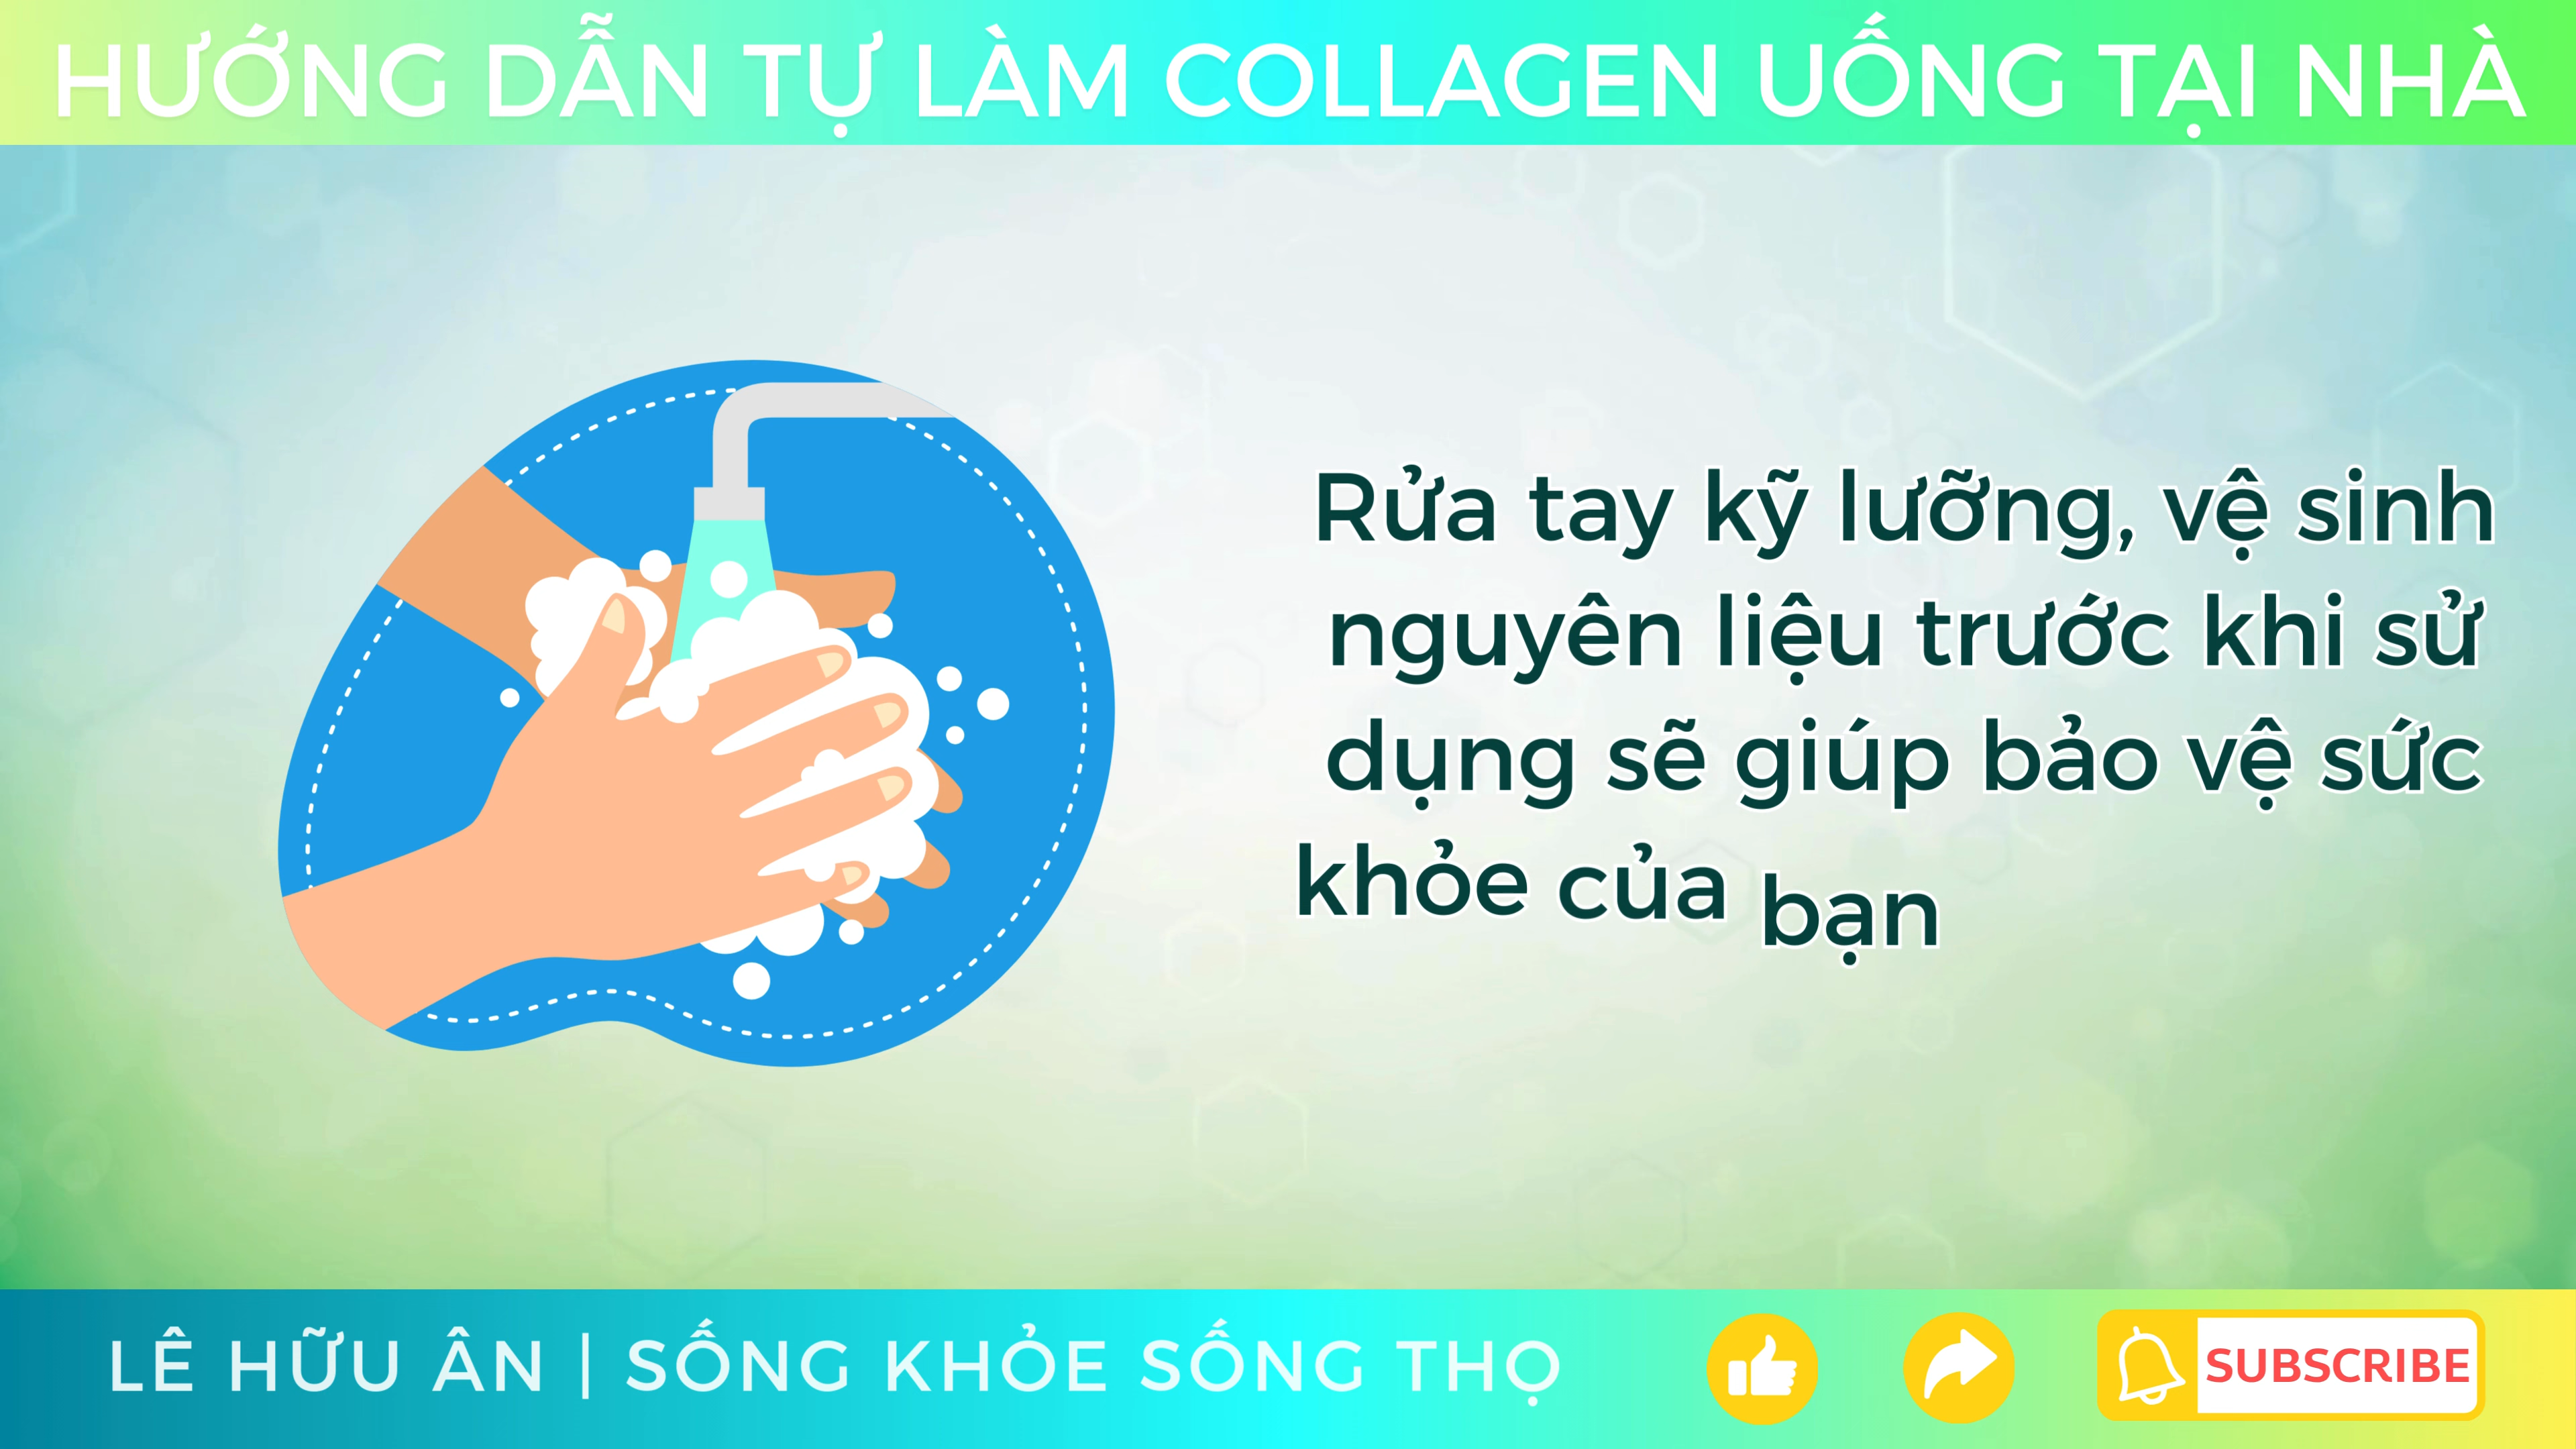 HƯỚNG DẪN TỰ LÀM COLLAGEN UỐNG TẠI NHÀ
Rửa tay kỹ lưỡng, vệ sinh
nguyên liệu trước khi sử
dụng sẽ giúp bảo vệ sức
khỏe của bạn
LÊ HỮU ÂN | SỐNG KHỎE SỐNG THỌ
SUBSCRIBE